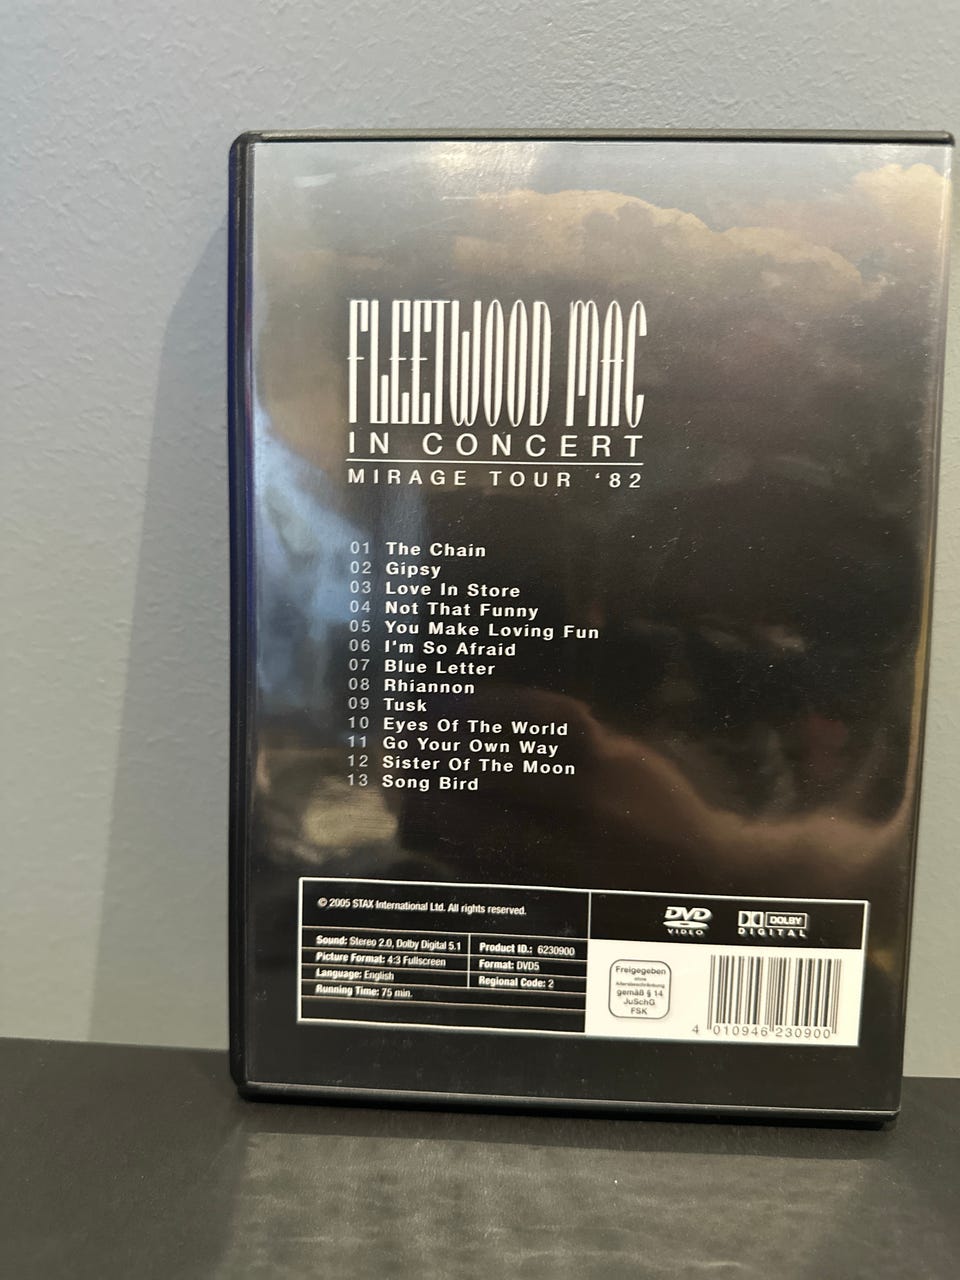 FLEETWOOD MAC
IN CONCERT
MIRAGE TOUR '82
01 The Chain
02 Gipsy
03 Love In Store
04 Not That Funny
05 You Make Loving Fun
06 I'm So Afraid
07 Blue Letter
08 Rhiannon
09 Tusk
10 Eyes Of The World
11 Go Your Own Way
12 Sister Of The Moon
13 Song Bird
© 2005 STAX International Ltd. All rights reserved.
DVD
VIDEO
DOLBY
DIGITAL
Sound: Stereo 2.0, Dolby Digital 5.1
Picture Format: 4:3 Fullscreen
Language: English
Running Time: 75 min.
Product ID.: 6230900
Format: DVD5
Regional Code: 2
Freigegeben
ohne
Altersbeschränkung
gemäß § 14
JuSchG
FSK
4 010946 230900